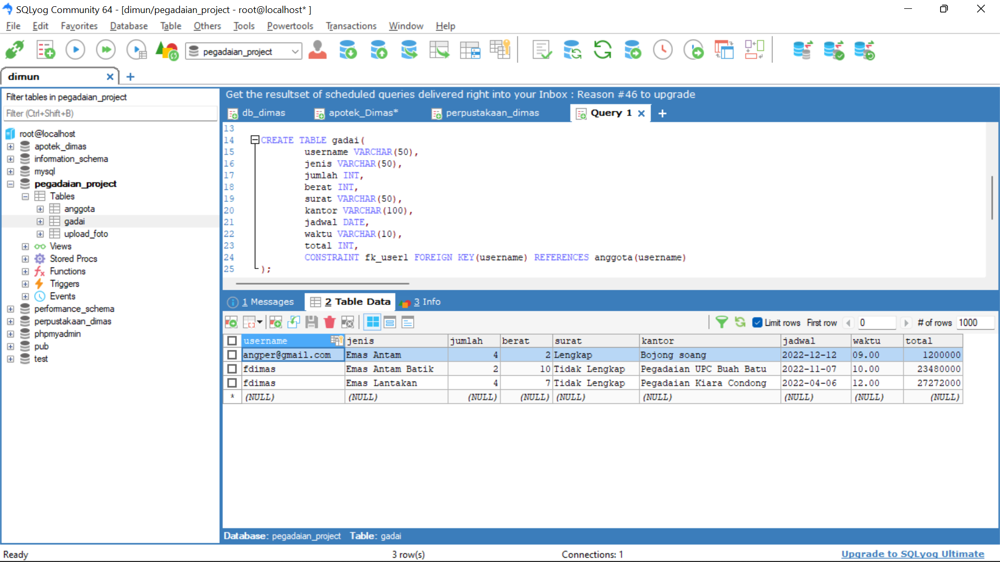 SQLyog Community 64 - [dimun/pegadaian_project - root@localhost* ]
File Edit Favorites Database Table Others Tools Powertools Transactions Window Help
pegadaian_project
dimun
Filter tables in pegadaian_project
Filter (Ctrl+Shift+B)
root@localhost
apotek_dimas
information_schema
mysql
pegadaian_project
Tables
anggota
gadai
upload_foto
Views
Stored Procs
Functions
Triggers
Events
performance_schema
perpustakaan_dimas
phpmyadmin
pub
test
Get the resultset of scheduled queries delivered right into your Inbox : Reason #46 to upgrade
db_dimas apotek_Dimas* perpustakaan_dimas Query 1
13
14 CREATE TABLE gadai(
15 username VARCHAR(50),
16 jenis VARCHAR(50),
17 jumlah INT,
18 berat INT,
19 surat VARCHAR(50),
20 kantor VARCHAR(100),
21 jadwal DATE,
22 waktu VARCHAR(10),
23 total INT,
24 CONSTRAINT fk_user1 FOREIGN KEY(username) REFERENCES anggota(username)
25 );
1 Messages 2 Table Data 3 Info
Limit rows First row 0 # of rows 1000
username jenis jumlah berat surat kantor jadwal waktu total
angper@gmail.com Emas Antam 4 2 Lengkap Bojong soang 2022-12-12 09.00 1200000
fdimas Emas Antam Batik 2 10 Tidak Lengkap Pegadaian UPC Buah Batu 2022-11-07 10.00 23480000
fdimas Emas Lantakan 4 7 Tidak Lengkap Pegadaian Kiara Condong 2022-04-06 12.00 27272000
* (NULL) (NULL) (NULL) (NULL) (NULL) (NULL) (NULL) (NULL) (NULL)
Database: pegadaian_project Table: gadai
Ready 3 row(s) Connections: 1 Upgrade to SQLyog Ultimate